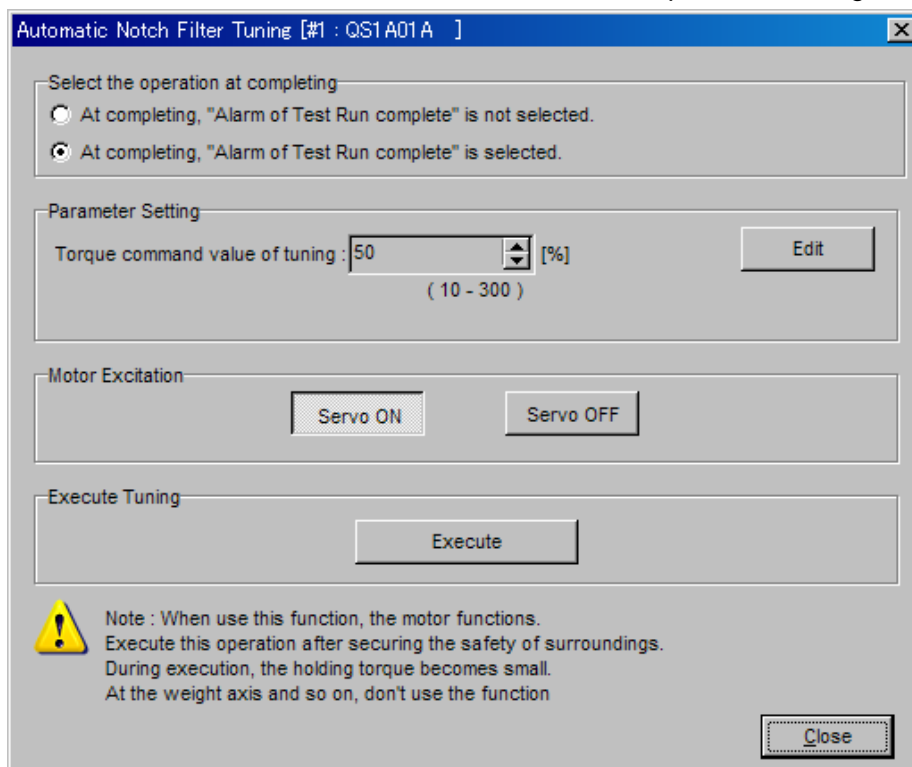 Automatic Notch Filter Tuning [#1 : QS1A01A ]
Select the operation at completing
At completing, "Alarm of Test Run complete" is not selected.
At completing, "Alarm of Test Run complete" is selected.
Parameter Setting
Torque command value of tuning : 50 [%] Edit
( 10 - 300 )
Motor Excitation
Servo ON Servo OFF
Execute Tuning
Execute
Note : When use this function, the motor functions.
Execute this operation after securing the safety of surroundings.
During execution, the holding torque becomes small.
At the weight axis and so on, don't use the function
Close